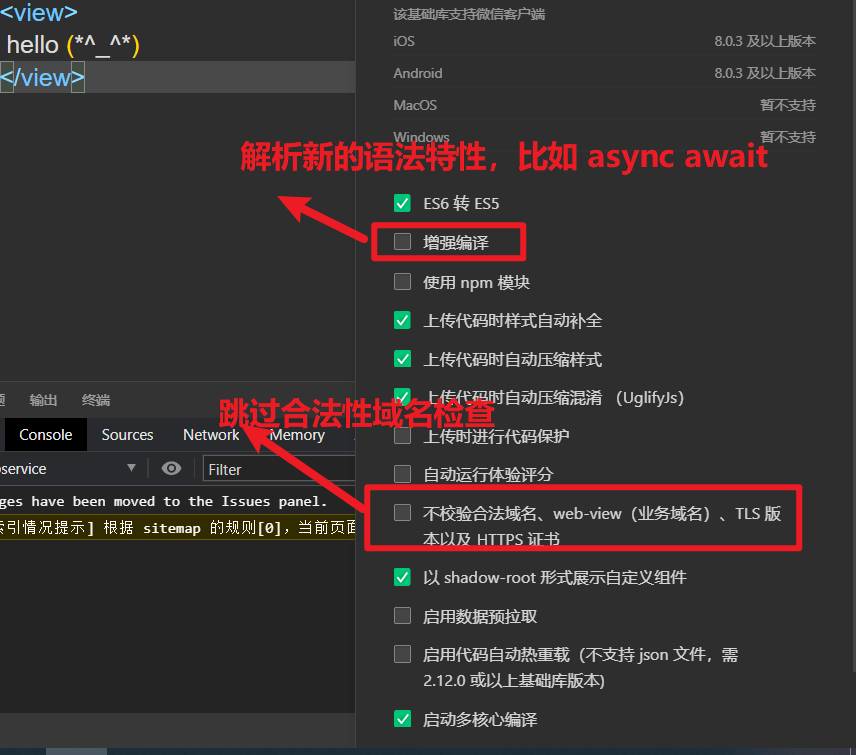 <view>
hello (*^_^*)
</view>
该基础库支持微信客户端
iOS 8.0.3 及以上版本
Android 8.0.3 及以上版本
MacOS 暂不支持
Windows 暂不支持
解析新的语法特性，比如 async await
ES6 转 ES5
增强编译
使用 npm 模块
上传代码时样式自动补全
上传代码时自动压缩样式
上传代码时自动压缩混淆 （UglifyJs）
跳过合法性域名检查
上传时进行代码保护
自动运行体验评分
不校验合法域名、web-view（业务域名）、TLS 版
本以及 HTTPS 证书
以 shadow-root 形式展示自定义组件
启用数据预拉取
启用代码自动热重载（不支持 json 文件，需
2.12.0 或以上基础库版本)
启动多核心编译
输出 终端
Console Sources Network Memory
service Filter
ges have been moved to the Issues panel.
索引情况提示] 根据 sitemap 的规则[0]，当前页面